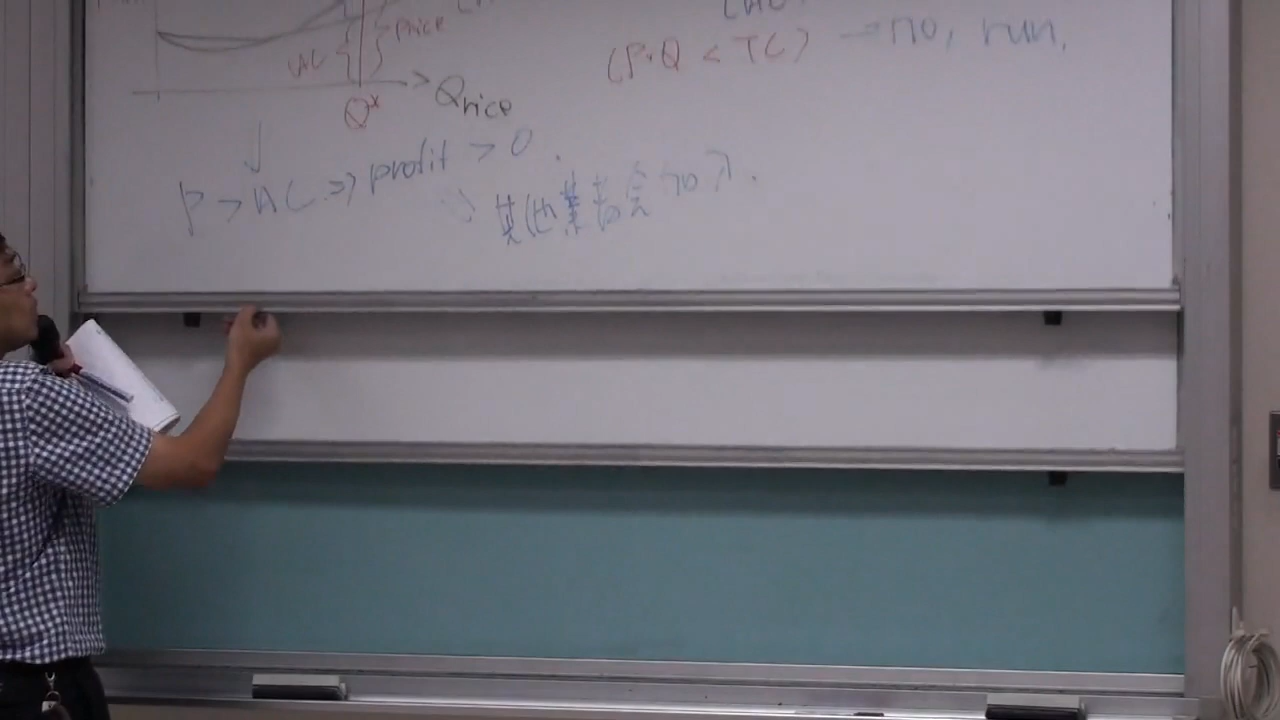 Price
(P·Q < TC) → no, run.
AC
Q*
Qrice
P > AC ⇒ profit > 0.
其他業者會加入.